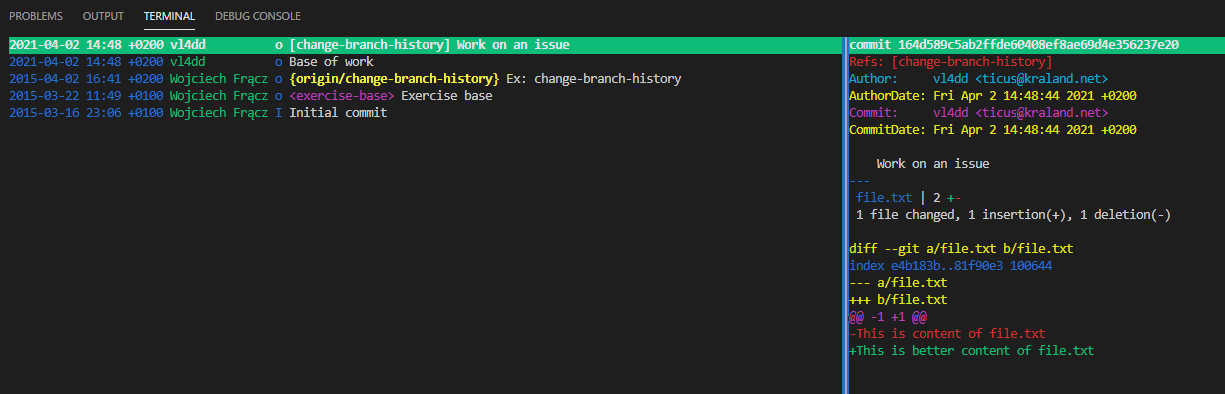 PROBLEMS OUTPUT TERMINAL DEBUG CONSOLE
2021-04-02 14:48 +0200 vl4dd o [change-branch-history] Work on an issue
2021-04-02 14:48 +0200 vl4dd o Base of work
2015-04-02 16:41 +0200 Wojciech Frącz o {origin/change-branch-history} Ex: change-branch-history
2015-03-22 11:49 +0100 Wojciech Frącz o <exercise-base> Exercise base
2015-03-16 23:06 +0100 Wojciech Frącz I Initial commit
commit 164d589c5ab2ffde60408ef8ae69d4e356237e20
Refs: [change-branch-history]
Author: vl4dd <ticus@kraland.net>
AuthorDate: Fri Apr 2 14:48:44 2021 +0200
Commit: vl4dd <ticus@kraland.net>
CommitDate: Fri Apr 2 14:48:44 2021 +0200
Work on an issue
---
file.txt | 2 +-
1 file changed, 1 insertion(+), 1 deletion(-)
diff --git a/file.txt b/file.txt
index e4b183b..81f90e3 100644
--- a/file.txt
+++ b/file.txt
@@ -1 +1 @@
-This is content of file.txt
+This is better content of file.txt